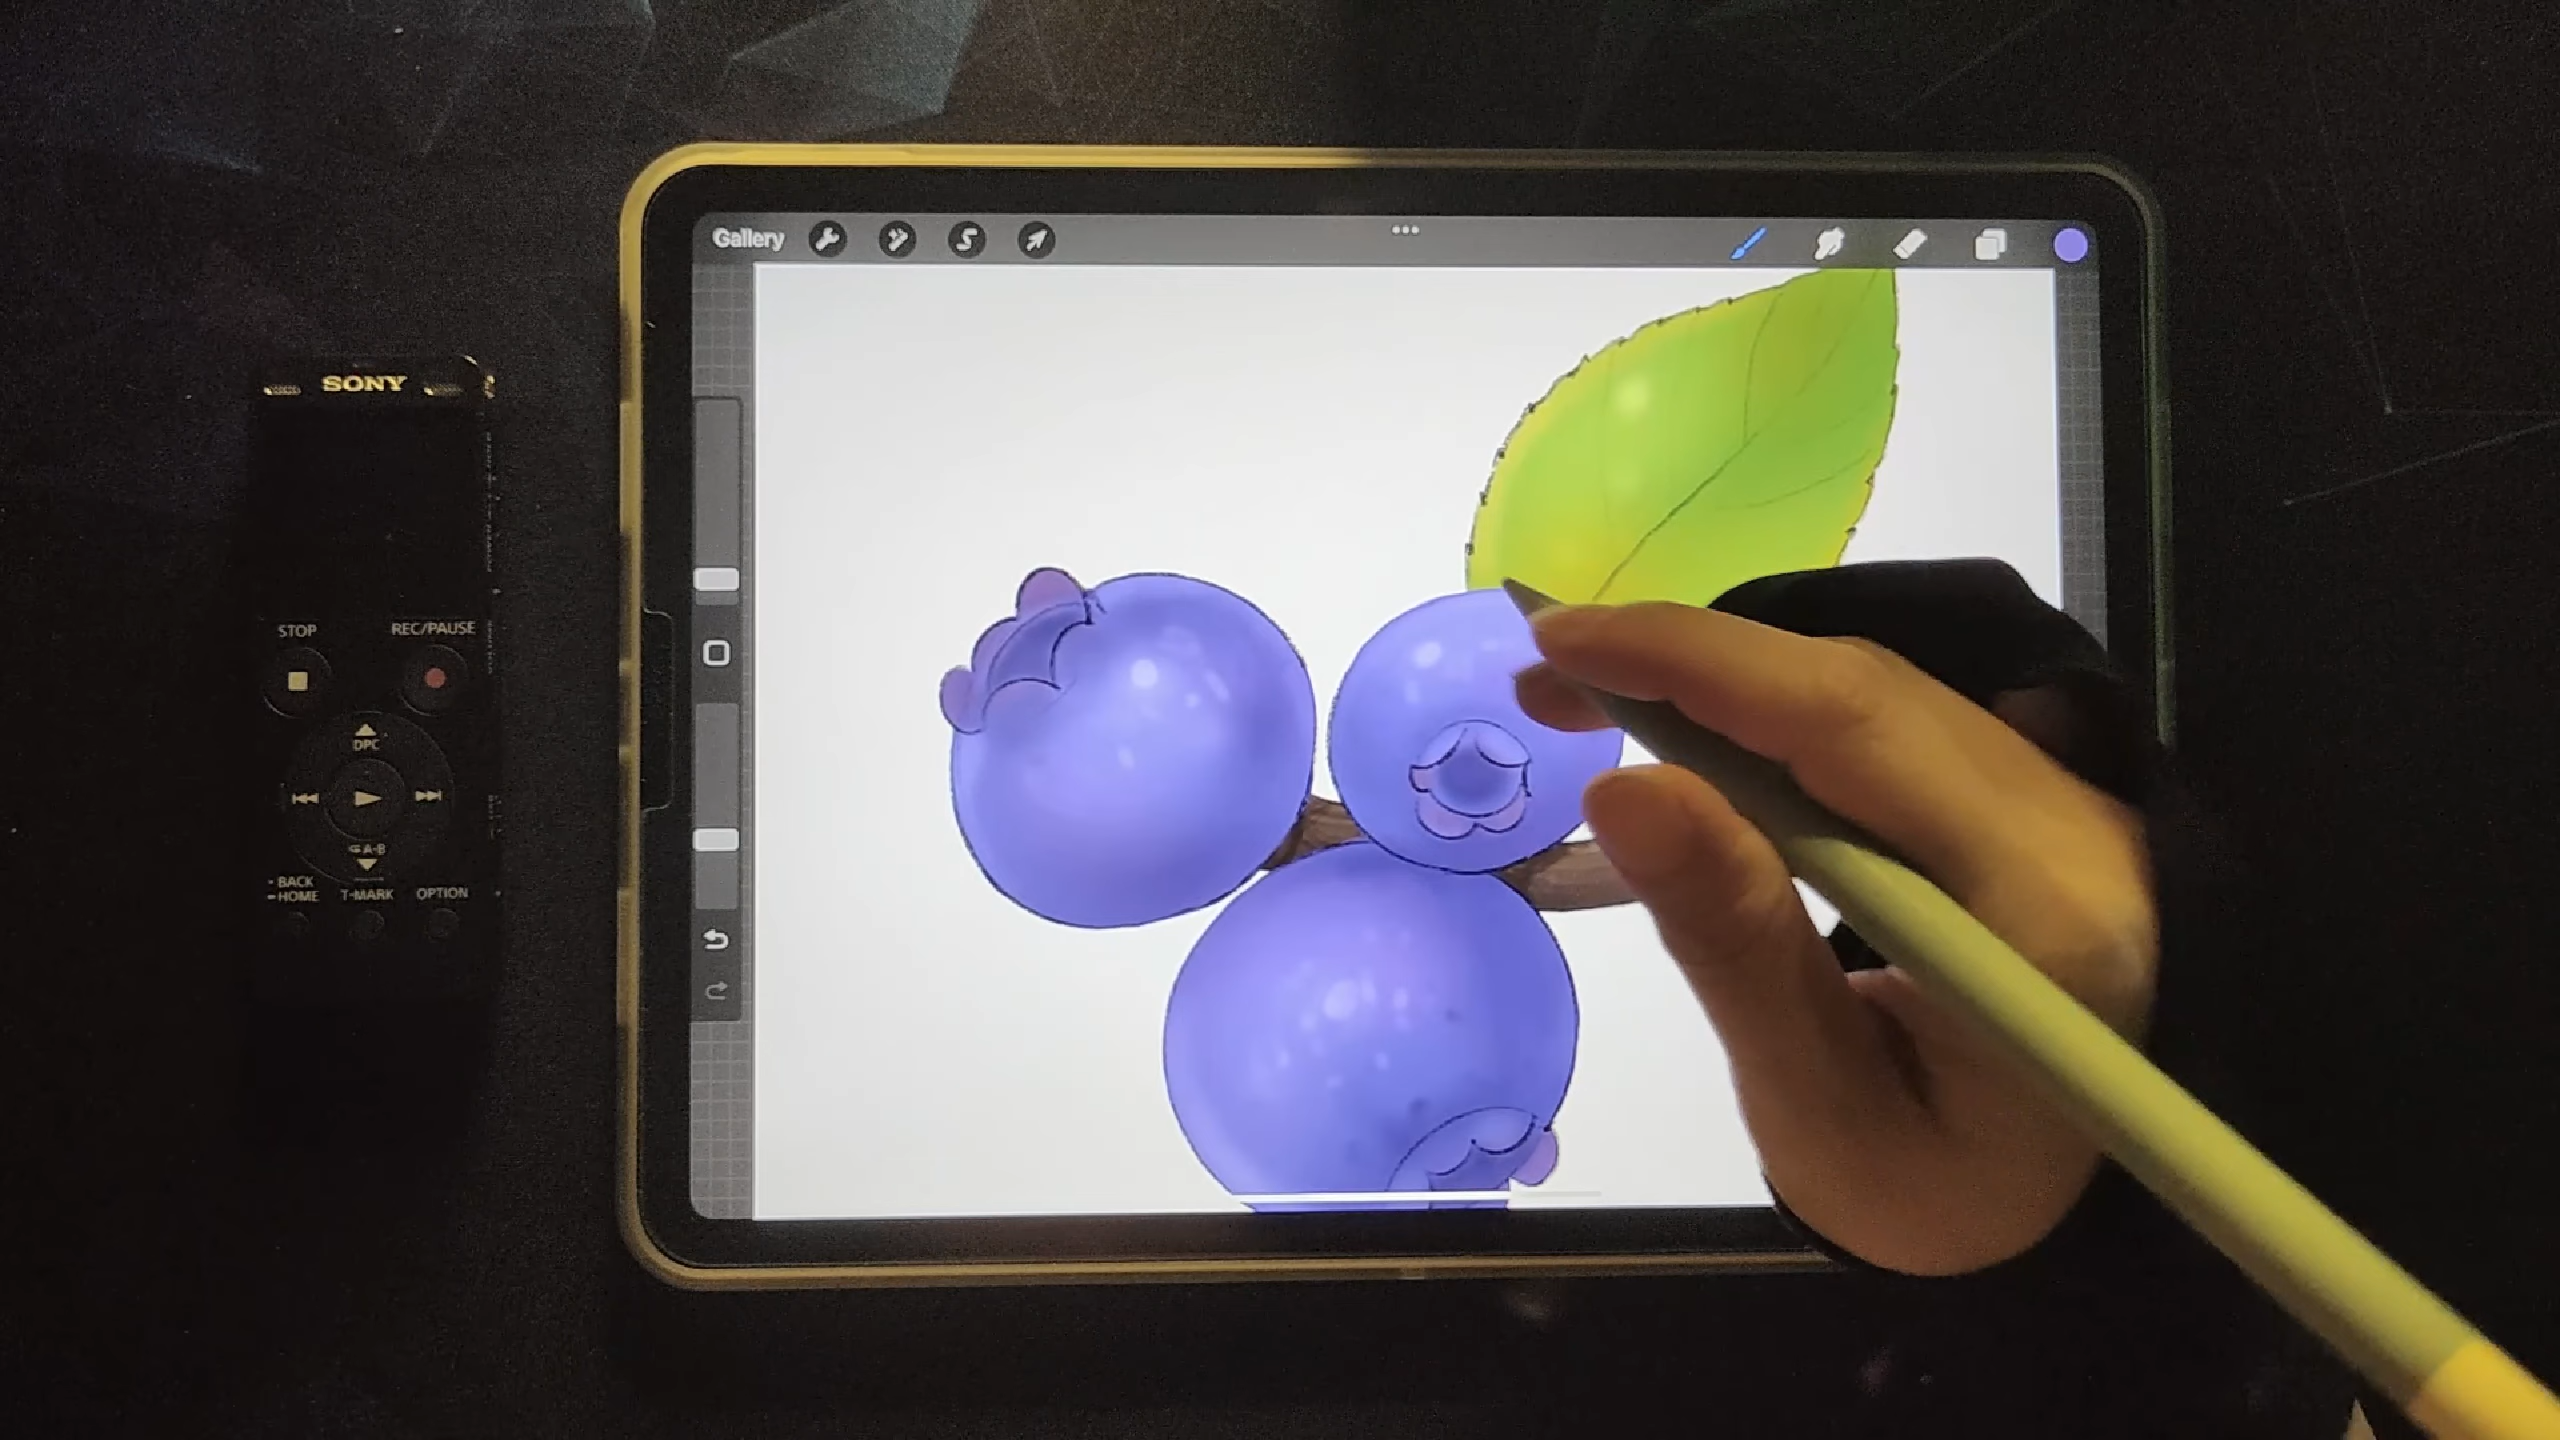 Gallery
SONY
STOP REC/PAUSE
DPC
A-B
BACK
HOME T-MARK OPTION